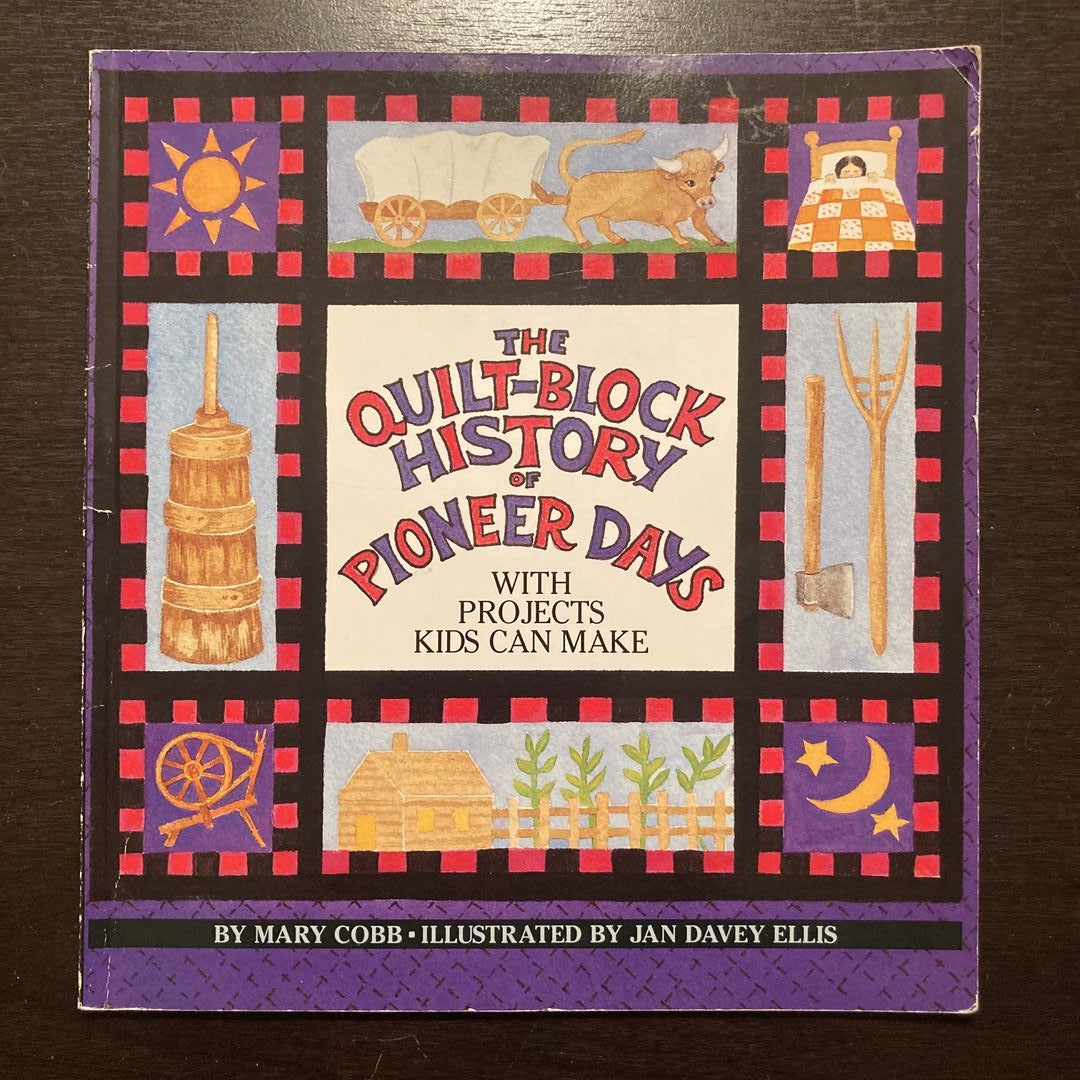 THE
QUILT-BLOCK
HISTORY
OF
PIONEER DAYS
WITH
PROJECTS
KIDS CAN MAKE
BY MARY COBB ▪ ILLUSTRATED BY JAN DAVEY ELLIS